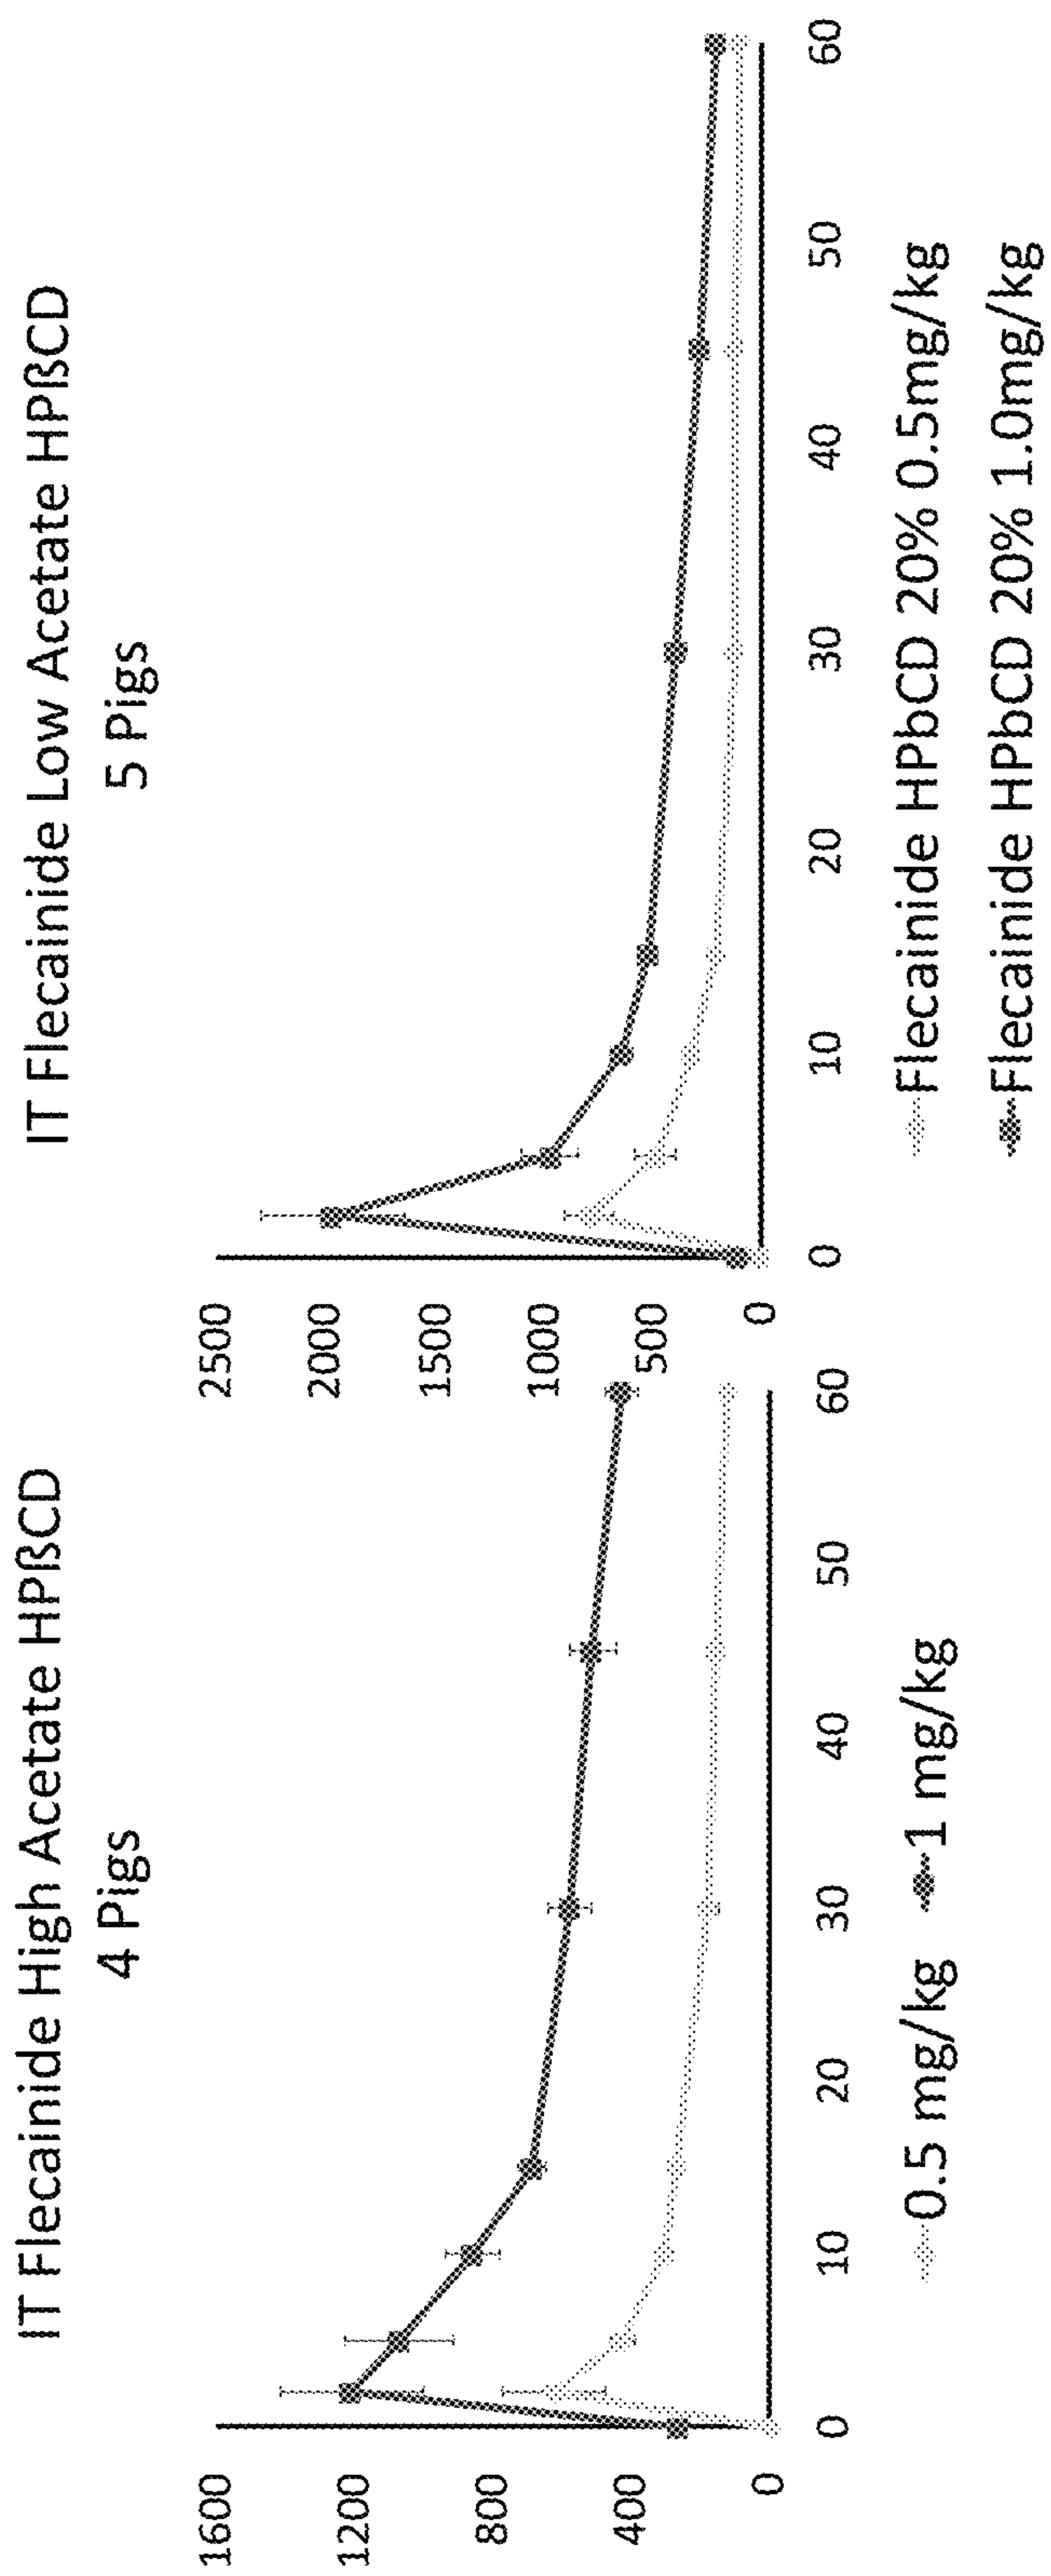 IT Flecainide High Acetate HPßCD
4 Pigs
1600
1200
800
400
0
0 10 20 30 40 50 60
0.5 mg/kg 1 mg/kg
IT Flecainide Low Acetate HPßCD
5 Pigs
2500
2000
1500
1000
500
0
0 10 20 30 40 50 60
Flecainide HPbCD 20% 0.5mg/kg
Flecainide HPbCD 20% 1.0mg/kg